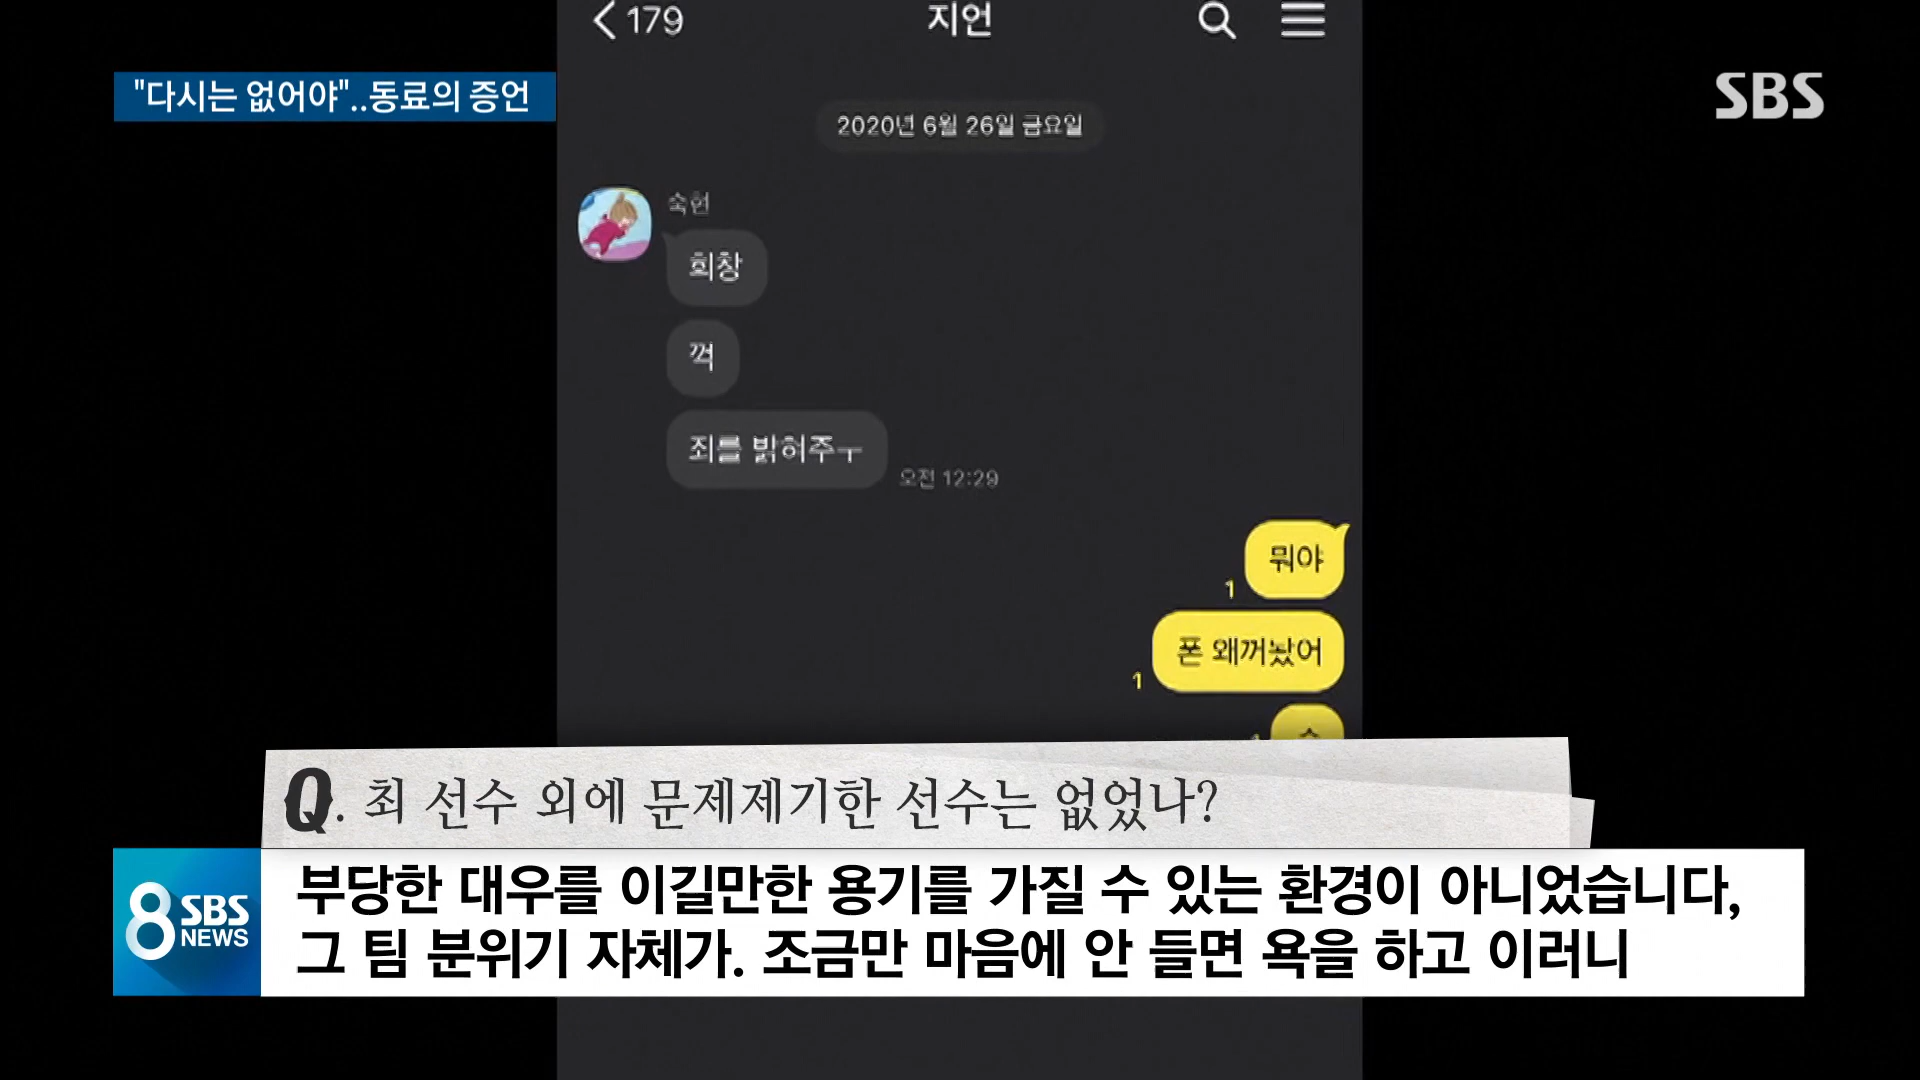 179
지언
"다시는 없어야"..동료의 증언
SBS
2020년 6월 26일 금요일
숙현
희창
꺽
죄를 밝혀주ㅜ
오전 12:29
뭐야
1
폰 왜꺼놨어
1
1
Q. 최 선수 외에 문제제기한 선수는 없었나?
8 SBS
NEWS
부당한 대우를 이길만한 용기를 가질 수 있는 환경이 아니었습니다,
그 팀 분위기 자체가. 조금만 마음에 안 들면 욕을 하고 이러니